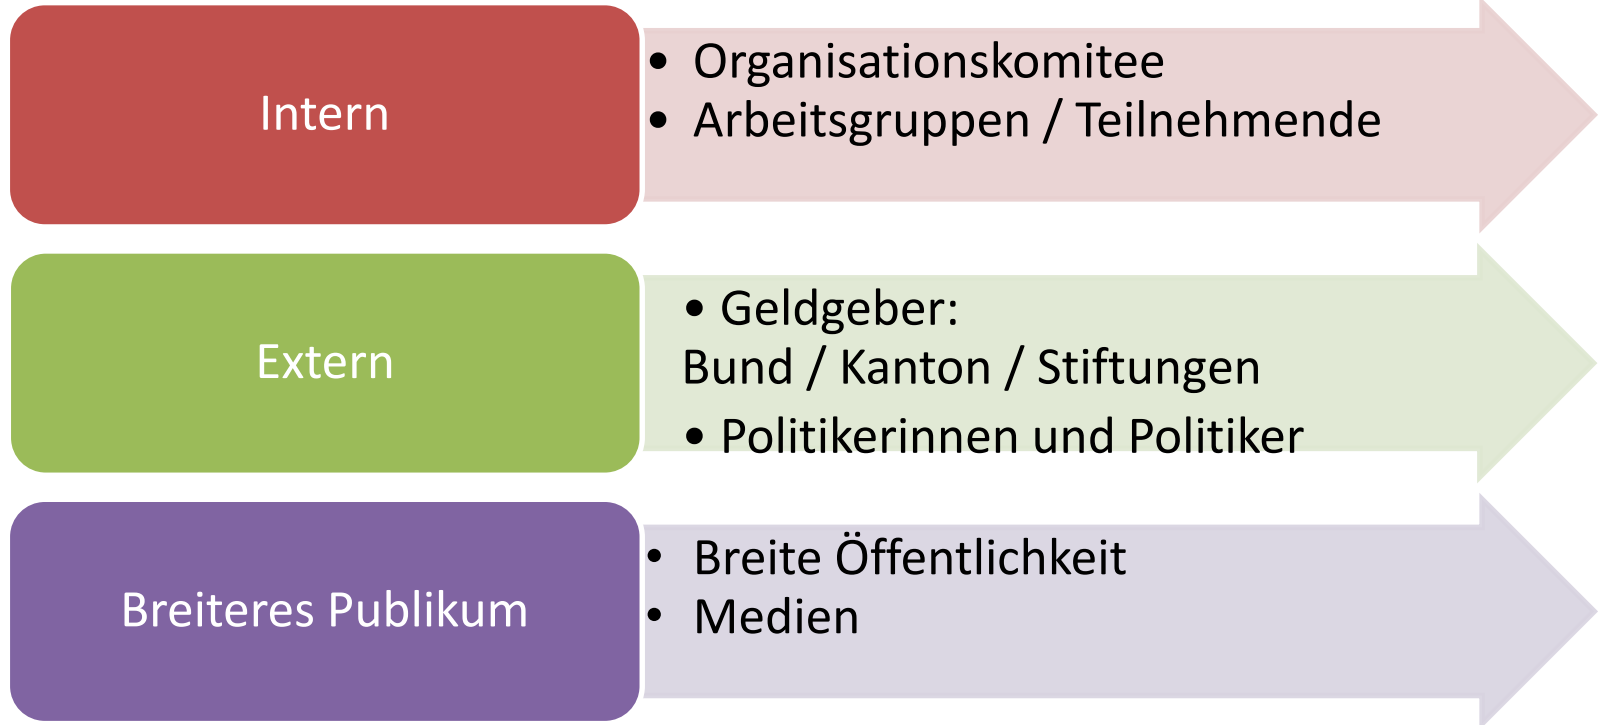 Intern
• Organisationskomitee
• Arbeitsgruppen / Teilnehmende
Extern
• Geldgeber:
Bund / Kanton / Stiftungen
• Politikerinnen und Politiker
Breiteres Publikum
• Breite Öffentlichkeit
• Medien